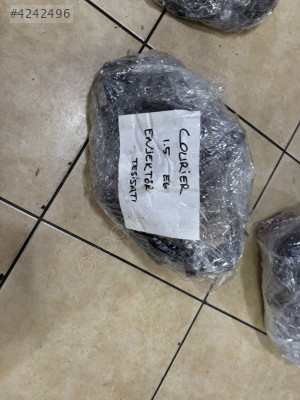 #4242496
COURIER
1.5 E6
ENJEKTÖR
TESİSATI